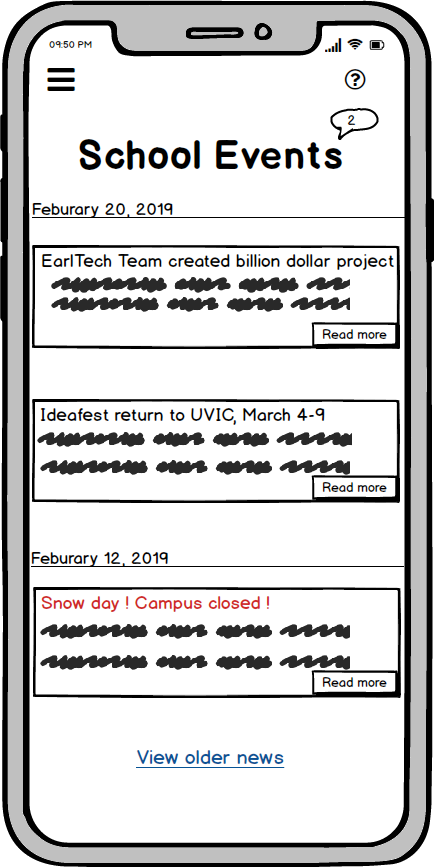 09:50 PM
?
2
School Events
Feburary 20, 2019
EarlTech Team created billion dollar project
Read more
Ideafest return to UVIC, March 4-9
Read more
Feburary 12, 2019
Snow day ! Campus closed !
Read more
View older news